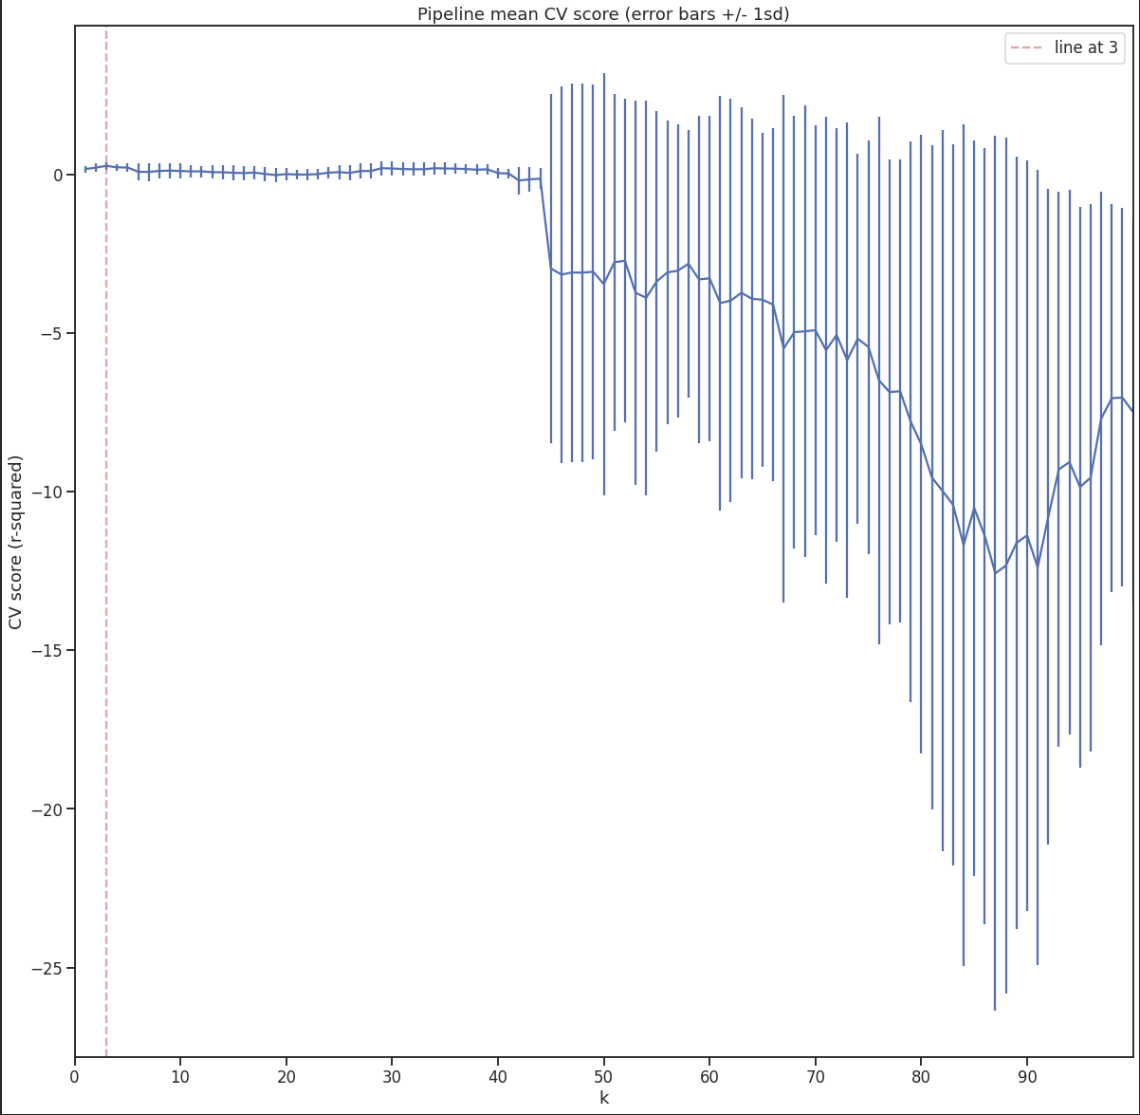 Pipeline mean CV score (error bars +/- 1sd)
line at 3
CV score (r-squared)
0
−5
−10
−15
−20
−25
0 10 20 30 40 50 60 70 80 90
k